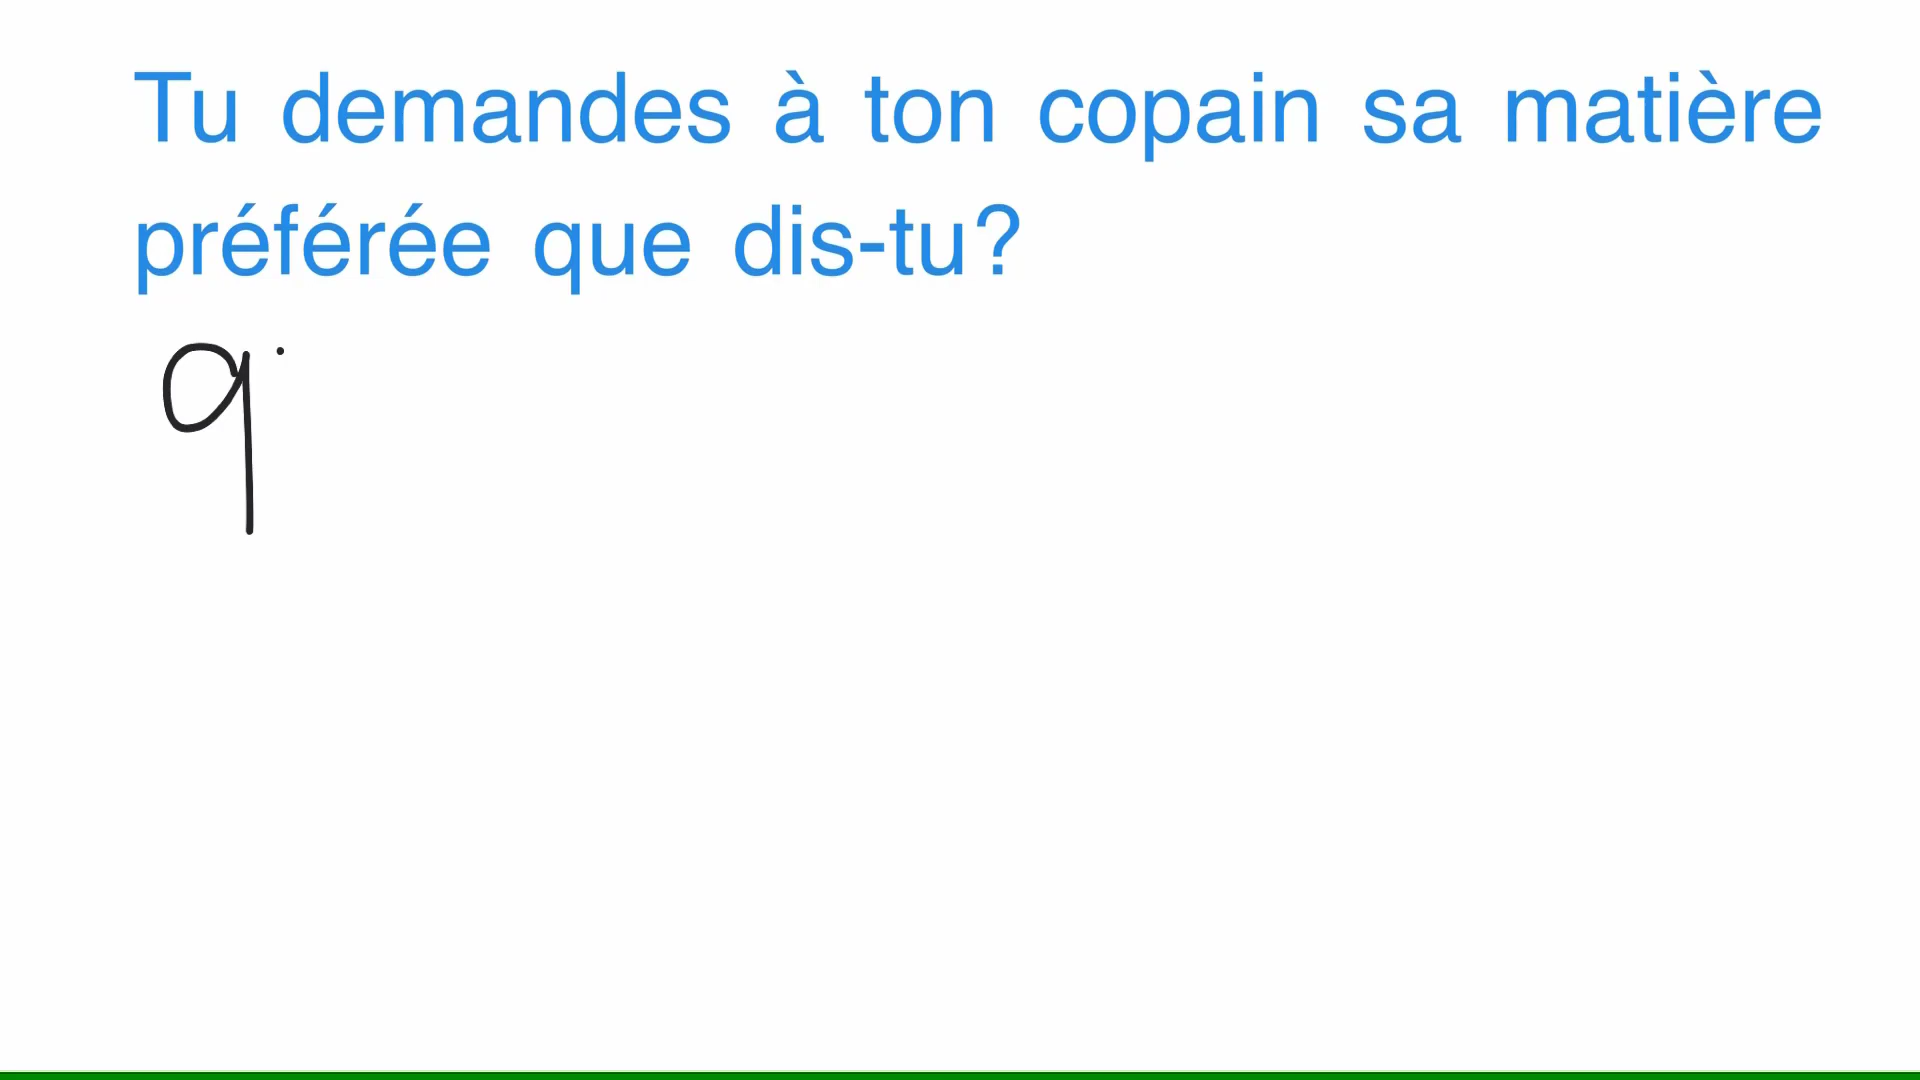 Tu demandes à ton copain sa matière
préférée que dis-tu?
q